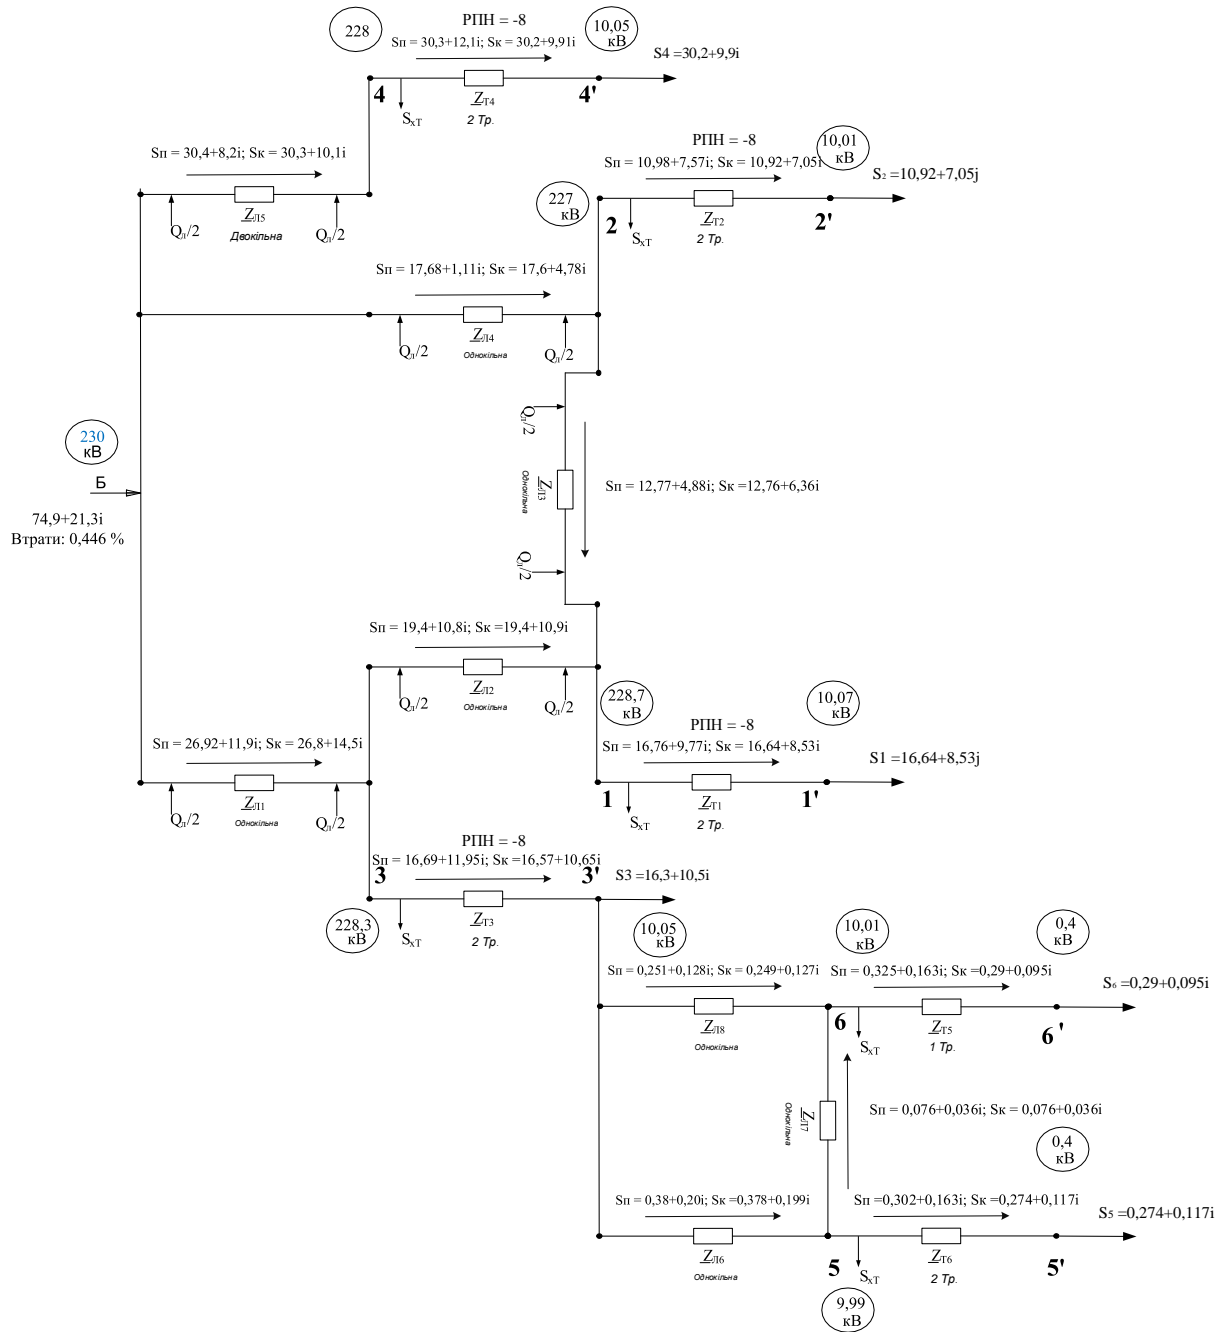 228
РПН = -8
10,05
кВ
Sп = 30,3+12,1i; Sк = 30,2+9,91i
S4 =30,2+9,9i
4
4'
ZТ4
SхТ
2 Тр.
РПН = -8
10,01
кВ
Sп = 30,4+8,2i; Sк = 30,3+10,1i
Sп = 10,98+7,57i; Sк = 10,92+7,05i
S2 =10,92+7,05j
227
кВ
ZЛ5
Qл/2
Qл/2
Двокільна
2
2'
ZТ2
SхТ
2 Тр.
Sп = 17,68+1,11i; Sк = 17,6+4,78i
ZЛ4
Qл/2
Qл/2
Однокільна
Qл/2
230
кВ
Б
ZЛ3
Однокільна
Sп = 12,77+4,88i; Sк =12,76+6,36i
74,9+21,3i
Втрати: 0,446 %
Qл/2
Sп = 19,4+10,8i; Sк =19,4+10,9i
ZЛ2
Qл/2
Qл/2
Однокільна
228,7
кВ
10,07
кВ
РПН = -8
Sп = 26,92+11,9i; Sк = 26,8+14,5i
Sп = 16,76+9,77i; Sк = 16,64+8,53i
S1 =16,64+8,53j
ZЛ1
Qл/2
Qл/2
Однокільна
1
1'
ZТ1
SхТ
2 Тр.
РПН = -8
Sп = 16,69+11,95i; Sк =16,57+10,65i
3
3'
S3 =16,3+10,5i
228,3
кВ
ZТ3
SхТ
2 Тр.
10,05
кВ
10,01
кВ
0,4
кВ
Sп = 0,251+0,128i; Sк = 0,249+0,127i
Sп = 0,325+0,163i; Sк =0,29+0,095i
S6 =0,29+0,095i
ZЛ8
Однокільна
6
6 '
ZТ5
SхТ
1 Тр.
ZЛ7
Однокільна
Sп = 0,076+0,036i; Sк = 0,076+0,036i
0,4
кВ
Sп = 0,38+0,20i; Sк =0,378+0,199i
Sп =0,302+0,163i; Sк =0,274+0,117i
S5 =0,274+0,117i
ZЛ6
Однокільна
5
5'
ZТ6
SхТ
2 Тр.
9,99
кВ